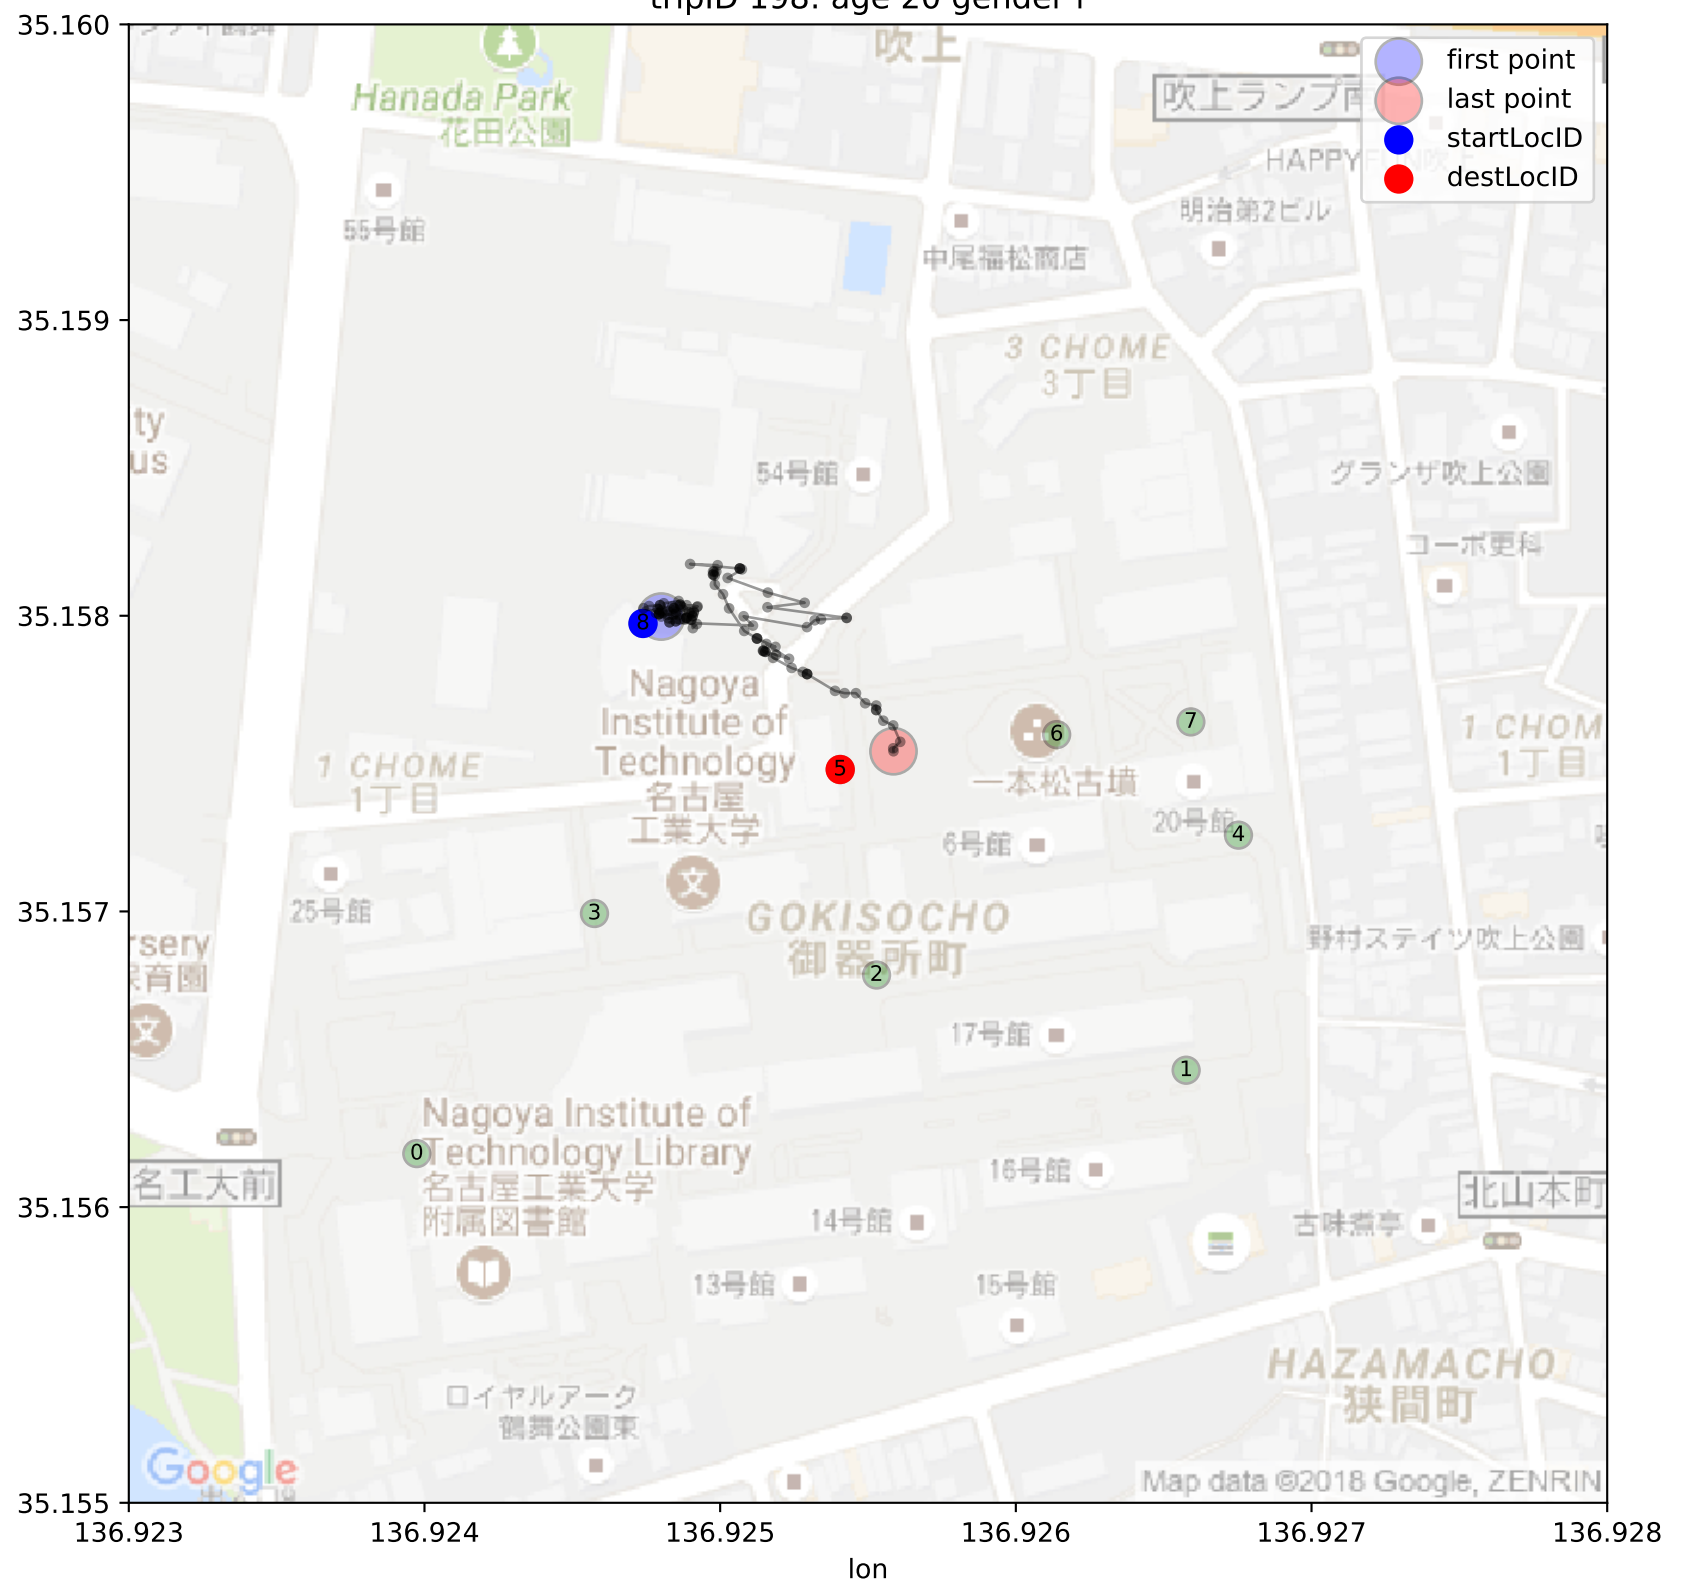 tripID 198: age 20 gender F
35.160
35.159
35.158
35.157
35.156
35.155
136.923
136.924
136.925
136.926
136.927
136.928
lon
first point
last point
startLocID
destLocID
吹上
吹上ランプ南
Hanada Park
花田公園
55号館
中尾福松商店
明治第2ビル
3 CHOME
3丁目
ty
us
54号館
グランザ吹上公園
コーポ更科
8
Nagoya
Institute of
Technology
名古屋
工業大学
1 CHOME
1丁目
5
6
7
一本松古墳
1 CHOM
1丁目
20号館
4
6号館
25号館
3
GOKISOCHO
御器所町
2
野村ステイツ吹上公園
rsery
保育園
17号館
1
Nagoya Institute of
Technology Library
名古屋工業大学
附属図書館
0
名工大前
16号館
14号館
13号館
15号館
古味煮亭
北山本町
HAZAMACHO
狭間町
ロイヤルアーク
鶴舞公園東
Google
Map data ©2018 Google, ZENRIN